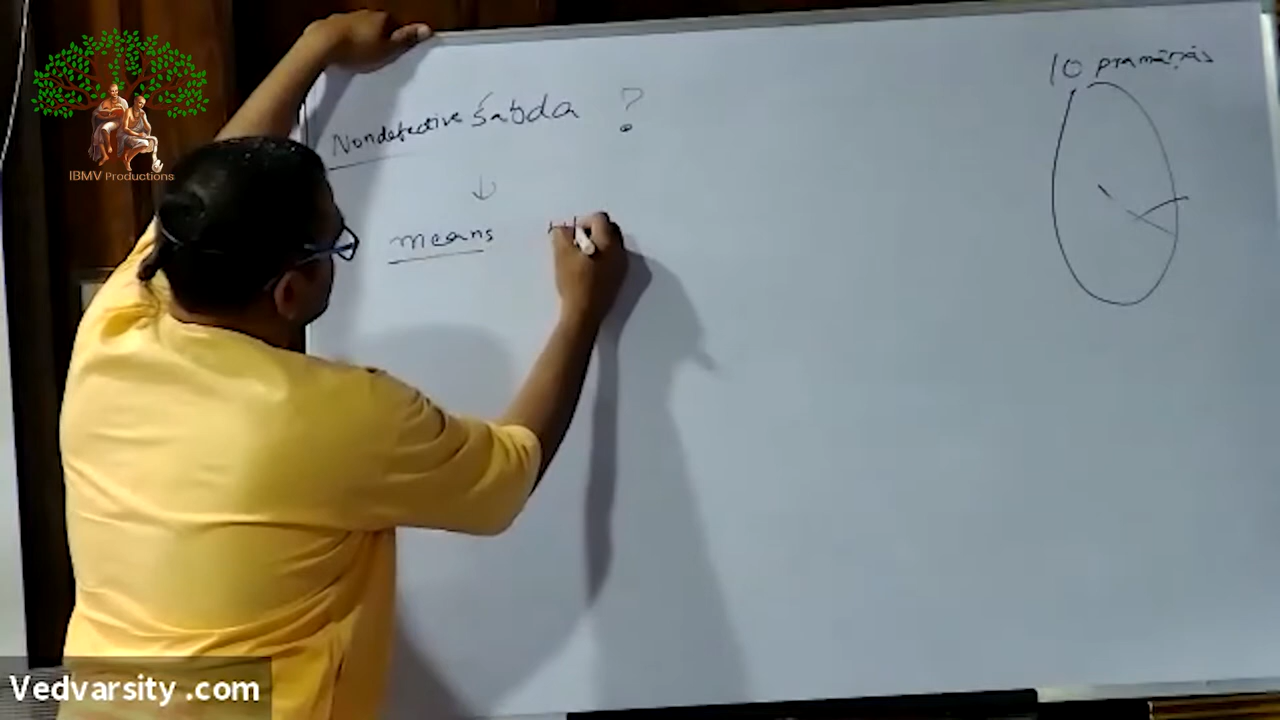 10 pramāṇas
Nondefective śabda ?
↓
means
IBMV Productions
Vedvarsity .com